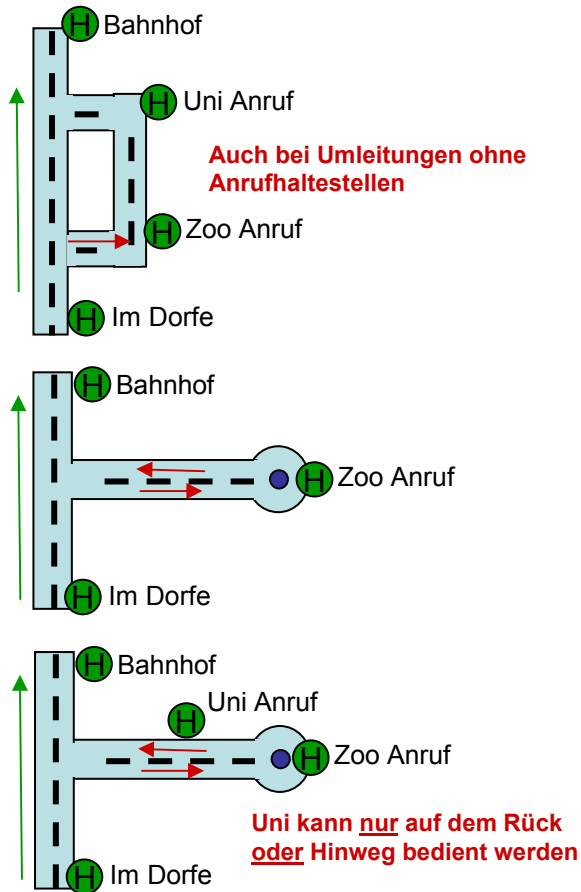 H Bahnhof
H Uni Anruf
Auch bei Umleitungen ohne
Anrufhaltestellen
H Zoo Anruf
H Im Dorfe
H Bahnhof
H Zoo Anruf
H Im Dorfe
H Bahnhof
Uni Anruf
H
H Zoo Anruf
Uni kann nur auf dem Rück
oder Hinweg bedient werden
H Im Dorfe